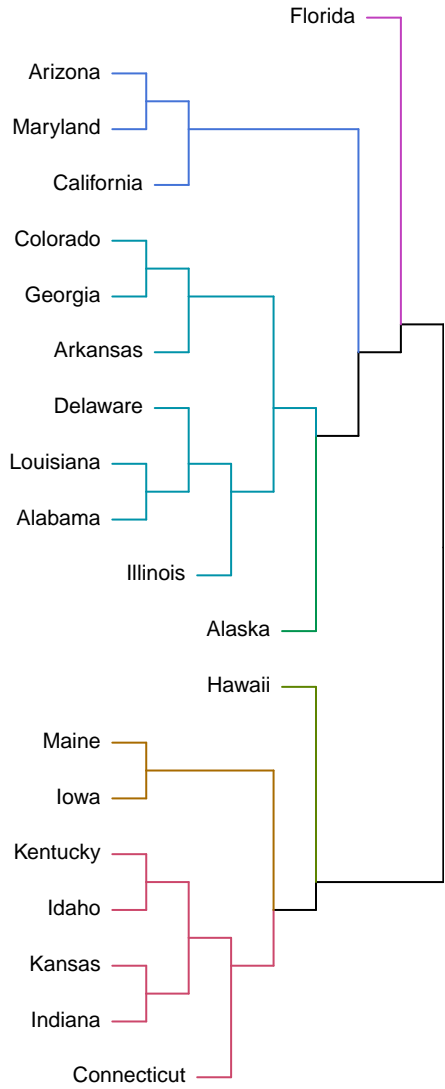 Florida
Arizona
Maryland
California
Colorado
Georgia
Arkansas
Delaware
Louisiana
Alabama
Illinois
Alaska
Hawaii
Maine
Iowa
Kentucky
Idaho
Kansas
Indiana
Connecticut